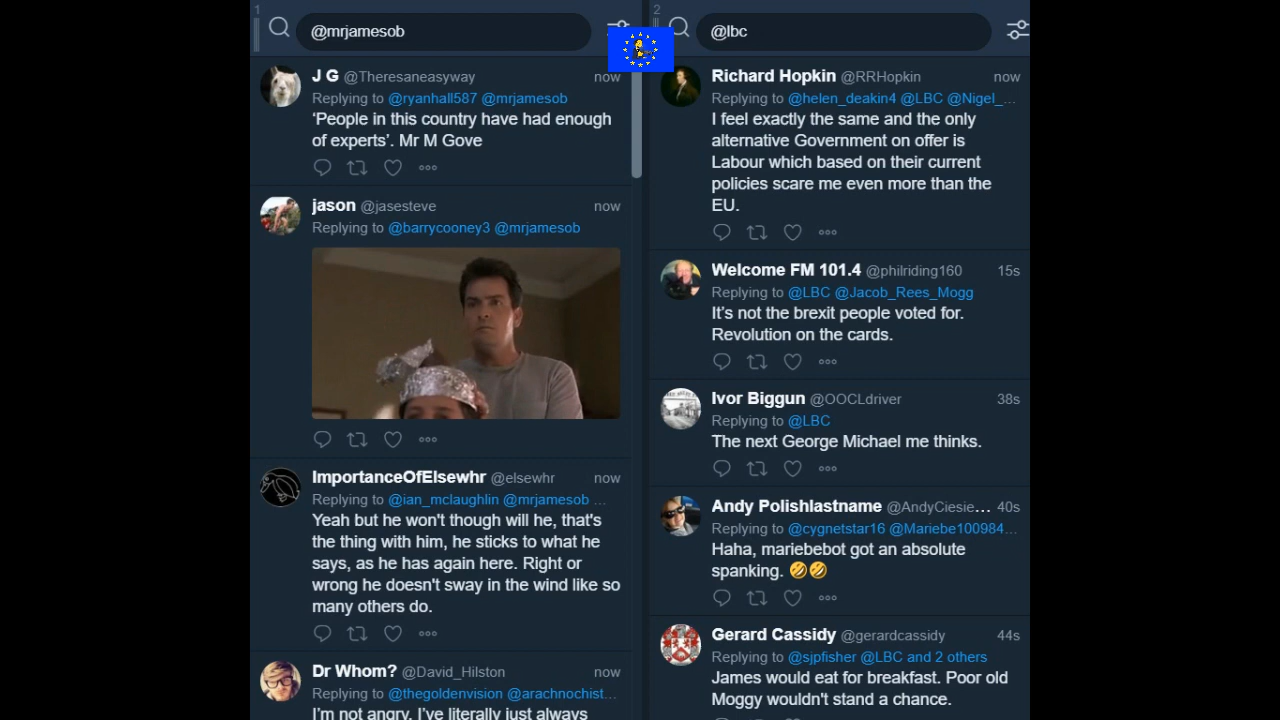 1
@mrjamesob
J G @Theresaneasyway now
Replying to @ryanhall587 @mrjamesob
‘People in this country have had enough
of experts’. Mr M Gove
jason @jasesteve now
Replying to @barrycooney3 @mrjamesob
ImportanceOfElsewhr @elsewhr now
Replying to @ian_mclaughlin @mrjamesob ...
Yeah but he won't though will he, that's
the thing with him, he sticks to what he
says, as he has again here. Right or
wrong he doesn't sway in the wind like so
many others do.
Dr Whom? @David_Hilston now
Replying to @thegoldenvision @arachnochist...
I’m not angry. I’ve literally just always
2
@lbc
Richard Hopkin @RRHopkin now
Replying to @helen_deakin4 @LBC @Nigel_...
I feel exactly the same and the only
alternative Government on offer is
Labour which based on their current
policies scare me even more than the
EU.
Welcome FM 101.4 @philriding160 15s
Replying to @LBC @Jacob_Rees_Mogg
It’s not the brexit people voted for.
Revolution on the cards.
Ivor Biggun @OOCLdriver 38s
Replying to @LBC
The next George Michael me thinks.
Andy Polishlastname @AndyCiesie... 40s
Replying to @cygnetstar16 @Mariebe100984...
Haha, mariebebot got an absolute
spanking. 🤣🤣
Gerard Cassidy @gerardcassidy 44s
Replying to @sjpfisher @LBC and 2 others
James would eat for breakfast. Poor old
Moggy wouldn't stand a chance.